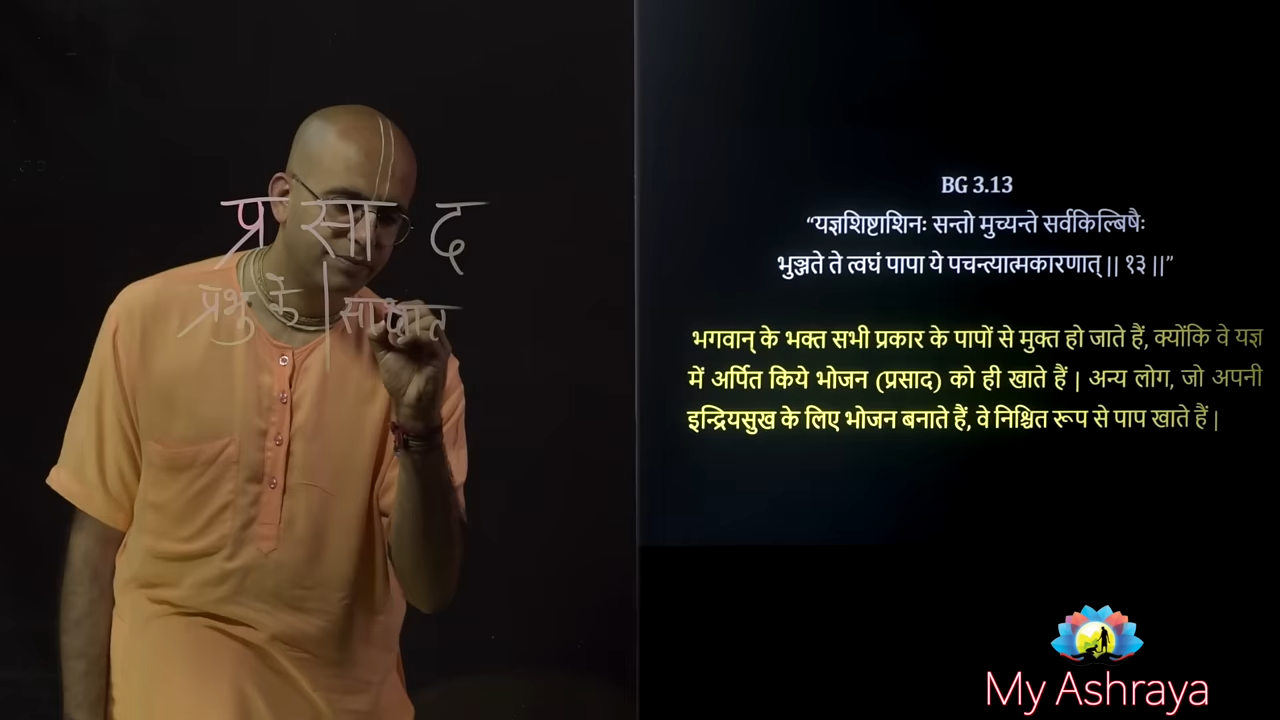 प्र सा द
प्रभु के | साक्षात
BG 3.13
“यज्ञशिष्टाशिनः सन्तो मुच्यन्ते सर्वकिल्बिषैः
भुञ्जते ते त्वघं पापा ये पचन्त्यात्मकारणात् || १३ ||”
भगवान् के भक्त सभी प्रकार के पापों से मुक्त हो जाते हैं, क्योंकि वे यज्ञ
में अर्पित किये भोजन (प्रसाद) को ही खाते हैं | अन्य लोग, जो अपनी
इन्द्रियसुख के लिए भोजन बनाते हैं, वे निश्चित रूप से पाप खाते हैं |
My Ashraya